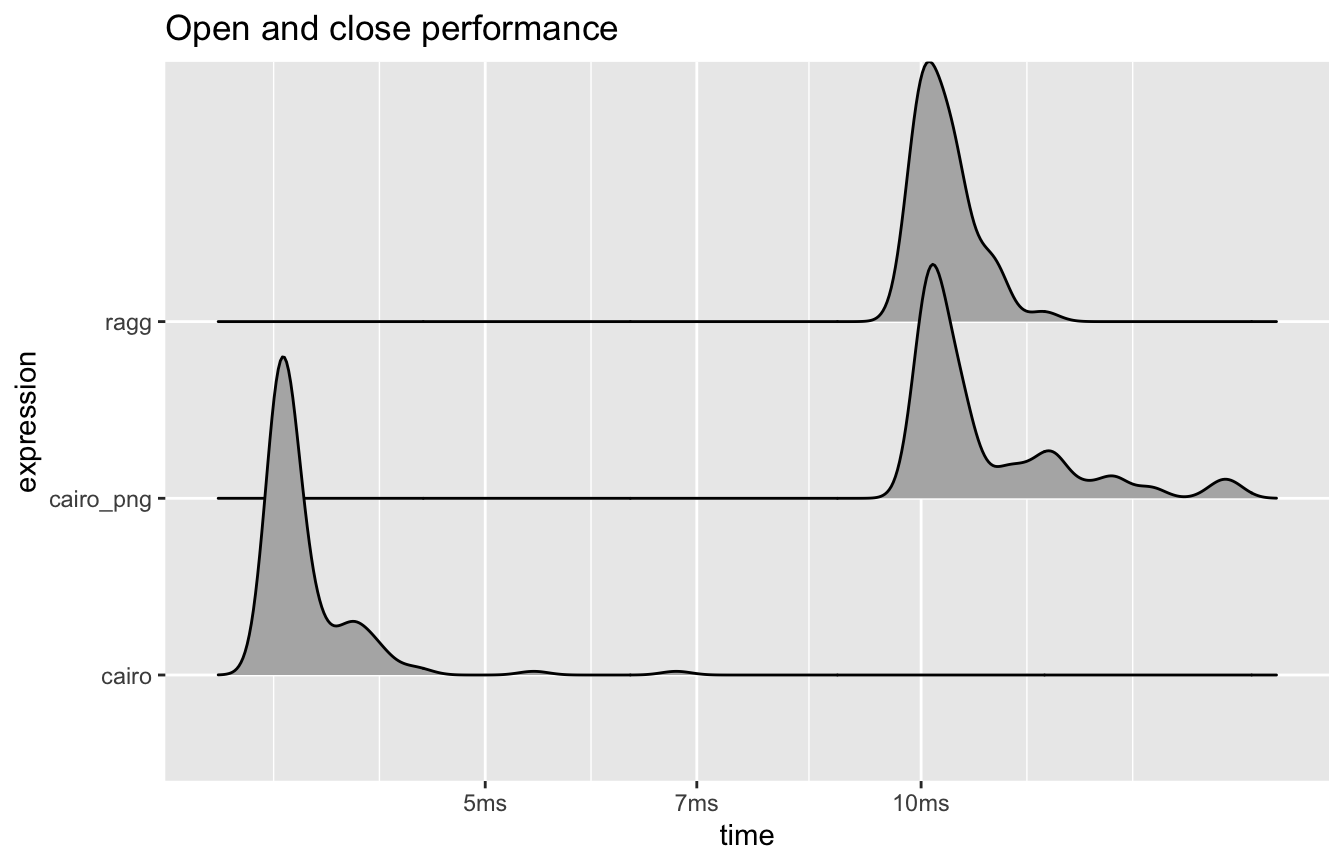 Open and close performance
ragg
cairo_png
cairo
expression
5ms 7ms 10ms
time